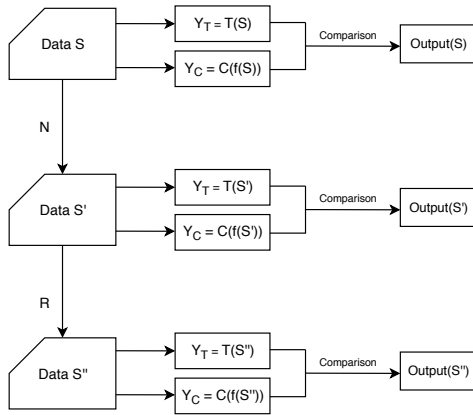 Data S
Y_T = T(S)
Y_C = C(f(S))
Comparison
Output(S)
N
Data S'
Y_T = T(S')
Y_C = C(f(S'))
Comparison
Output(S')
R
Data S''
Y_T = T(S'')
Y_C = C(f(S''))
Comparison
Output(S'')